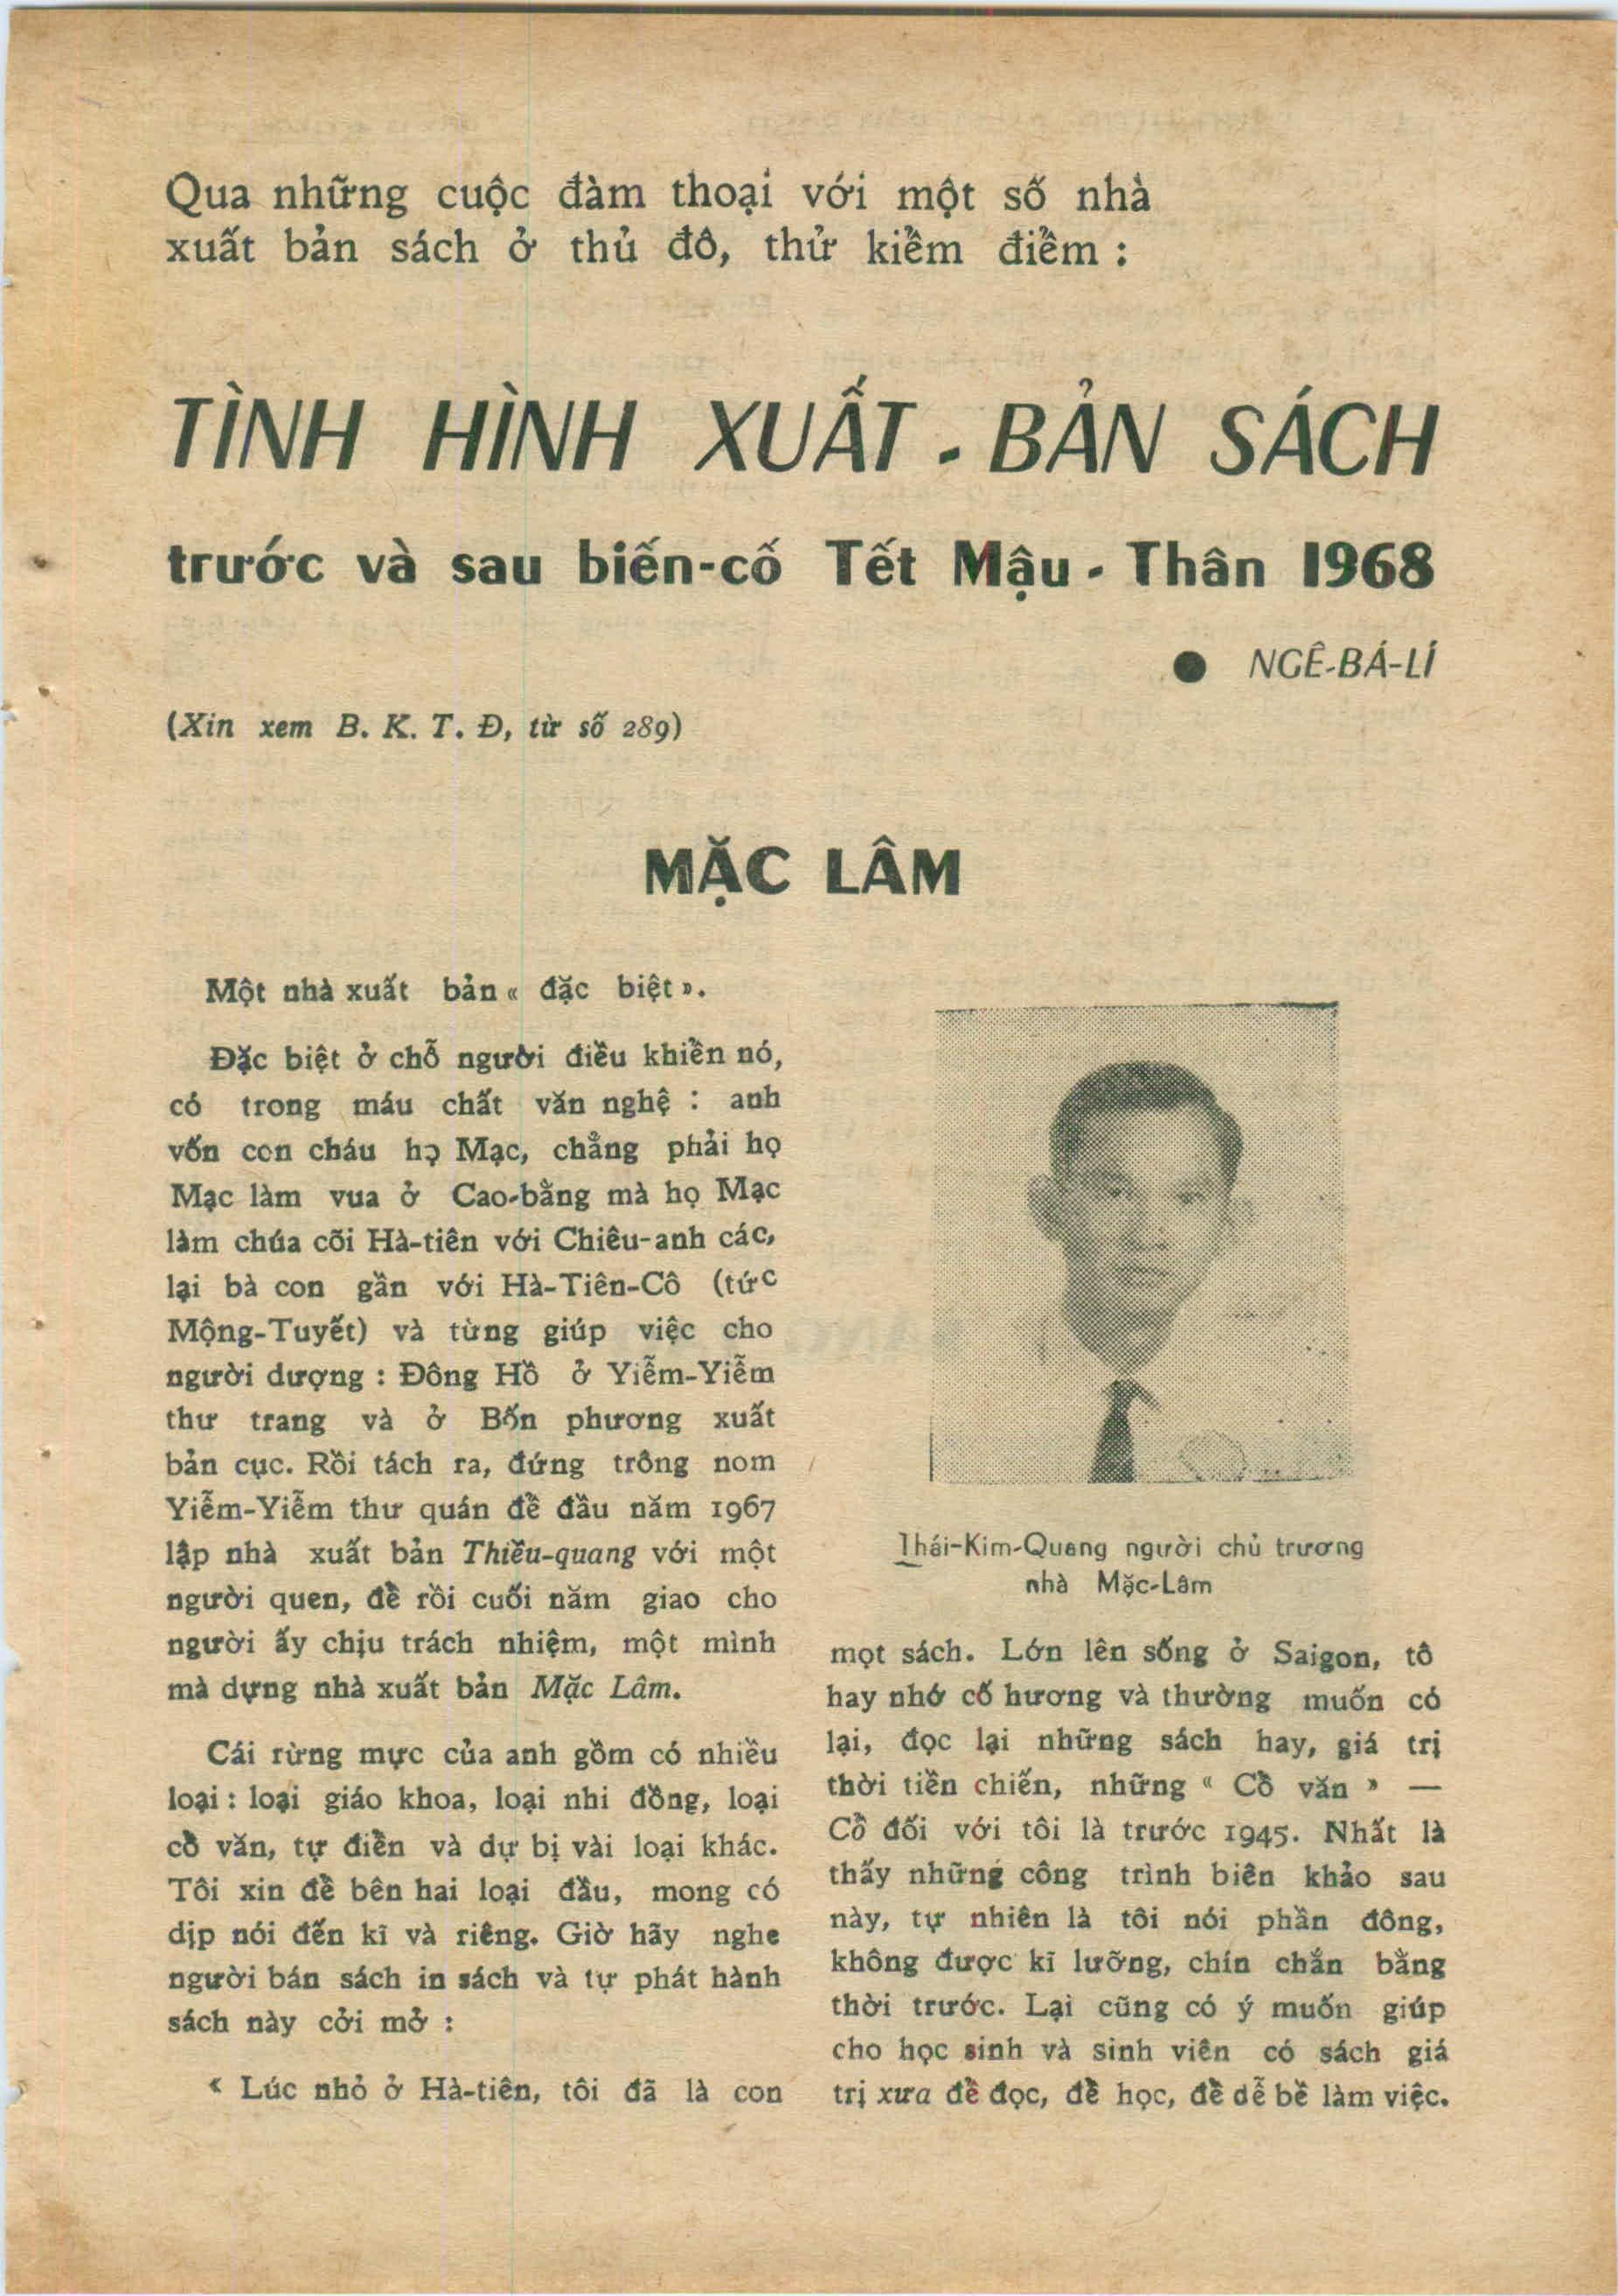 Qua những cuộc đàm thoại với một số nhà
xuất bản sách ở thủ đô, thử kiểm điểm :
TÌNH HÌNH XUẤT - BẢN SÁCH
trước và sau biến-cố Tết Mậu - Thân 1968
● NGÊ-BÁ-LÍ
(Xin xem B. K. T. Đ, từ số 289)
MẶC LÂM
Một nhà xuất bản « đặc biệt ».
Đặc biệt ở chỗ người điều khiển nó,
có trong máu chất văn nghệ : anh
vốn con cháu họ Mạc, chẳng phải họ
Mạc làm vua ở Cao-bằng mà họ Mạc
làm chúa cõi Hà-tiên với Chiêu-anh các,
lại bà con gần với Hà-Tiên-Cô (tức
Mộng-Tuyết) và từng giúp việc cho
người dượng : Đông Hồ ở Yiễm-Yiễm
thư trang và ở Bốn phương xuất
bản cục. Rồi tách ra, đứng trông nom
Yiễm-Yiễm thư quán để đầu năm 1967
lập nhà xuất bản Thiều-quang với một
người quen, để rồi cuối năm giao cho
người ấy chịu trách nhiệm, một mình
mà dựng nhà xuất bản Mặc Lâm.
Cái rừng mực của anh gồm có nhiều
loại : loại giáo khoa, loại nhi đồng, loại
cổ văn, tự điển và dự bị vài loại khác.
Tôi xin để bên hai loại đầu, mong có
dịp nói đến kĩ và riêng. Giờ hãy nghe
người bán sách in sách và tự phát hành
sách này cởi mở :
« Lúc nhỏ ở Hà-tiên, tôi đã là con
Thái-Kim-Quang người chủ trương
nhà Mặc-Lâm
mọt sách. Lớn lên sống ở Saigon, tô
hay nhớ cố hương và thường muốn có
lại, đọc lại những sách hay, giá trị
thời tiền chiến, những « Cổ văn » —
Cổ đối với tôi là trước 1945. Nhất là
thấy những công trình biên khảo sau
này, tự nhiên là tôi nói phần đông,
không được kĩ lưỡng, chín chắn bằng
thời trước. Lại cũng có ý muốn giúp
cho học sinh và sinh viên có sách giá
trị xưa để đọc, để học, để dễ bề làm việc.